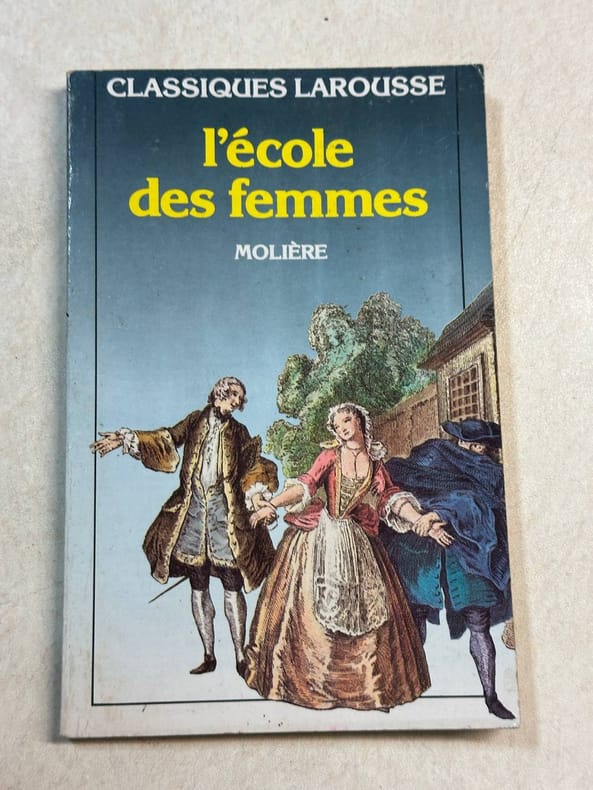 CLASSIQUES LAROUSSE
l'école
des femmes
MOLIÈRE